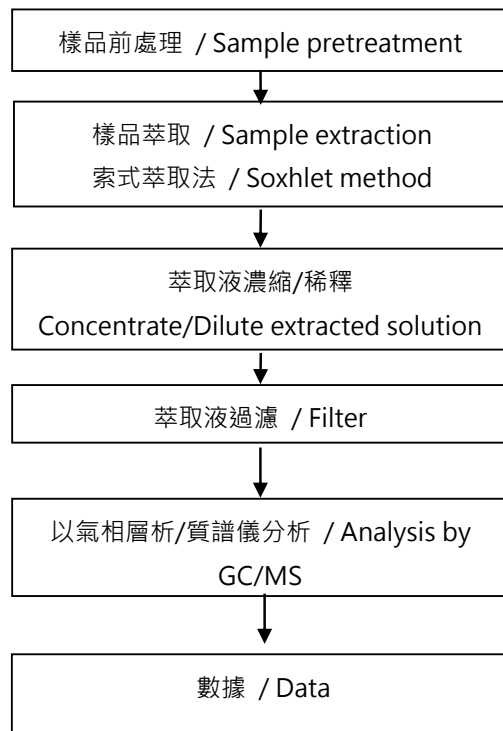 樣品前處理 / Sample pretreatment
樣品萃取 / Sample extraction
索式萃取法 / Soxhlet method
萃取液濃縮/稀釋
Concentrate/Dilute extracted solution
萃取液過濾 / Filter
以氣相層析/質譜儀分析 / Analysis by
GC/MS
數據 / Data